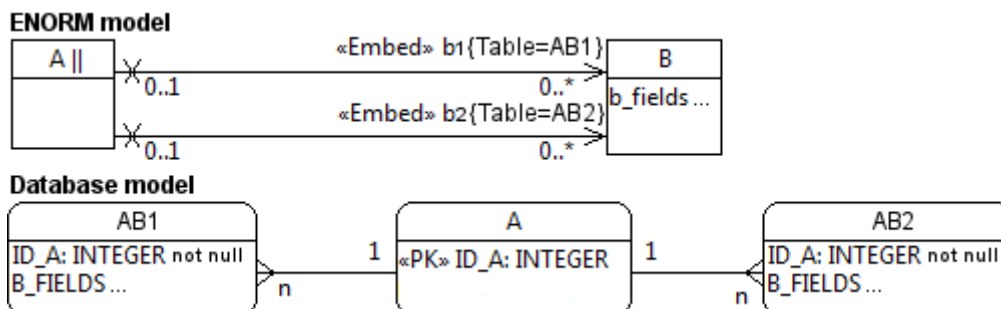 ENORM model
A ||
«Embed» b1{Table=AB1}
B
0..1
0..*
b_fields ...
«Embed» b2{Table=AB2}
0..1
0..*
Database model
AB1
A
AB2
ID_A: INTEGER not null
1
«PK» ID_A: INTEGER
1
ID_A: INTEGER not null
B_FIELDS ...
n
n
B_FIELDS ...